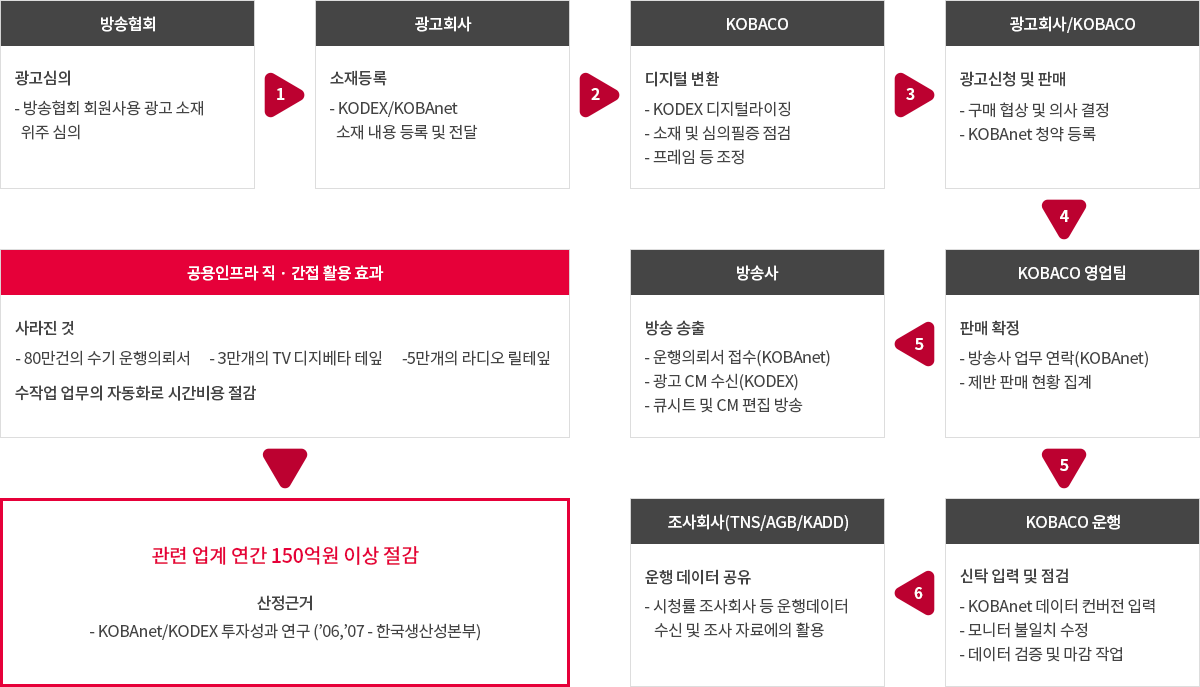 방송협회
광고심의
- 방송협회 회원사용 광고 소재
위주 심의
1
광고회사
소재등록
- KODEX/KOBAnet
소재 내용 등록 및 전달
2
KOBACO
디지털 변환
- KODEX 디지털라이징
- 소재 및 심의필증 점검
- 프레임 등 조정
3
광고회사/KOBACO
광고신청 및 판매
- 구매 협상 및 의사 결정
- KOBAnet 청약 등록
4
KOBACO 영업팀
판매 확정
- 방송사 업무 연락(KOBAnet)
- 제반 판매 현황 집계
5
방송사
방송 송출
- 운행의뢰서 접수(KOBAnet)
- 광고 CM 수신(KODEX)
- 큐시트 및 CM 편집 방송
5
KOBACO 운행
신탁 입력 및 점검
- KOBAnet 데이터 컨버전 입력
- 모니터 불일치 수정
- 데이터 검증 및 마감 작업
6
조사회사(TNS/AGB/KADD)
운행 데이터 공유
- 시청률 조사회사 등 운행데이터
수신 및 조사 자료에의 활용
공용인프라 직 · 간접 활용 효과
사라진 것
- 80만건의 수기 운행의뢰서 - 3만개의 TV 디지베타 테잎 -5만개의 라디오 릴테잎
수작업 업무의 자동화로 시간비용 절감
관련 업계 연간 150억원 이상 절감
산정근거
- KOBAnet/KODEX 투자성과 연구 (’06,’07 - 한국생산성본부)